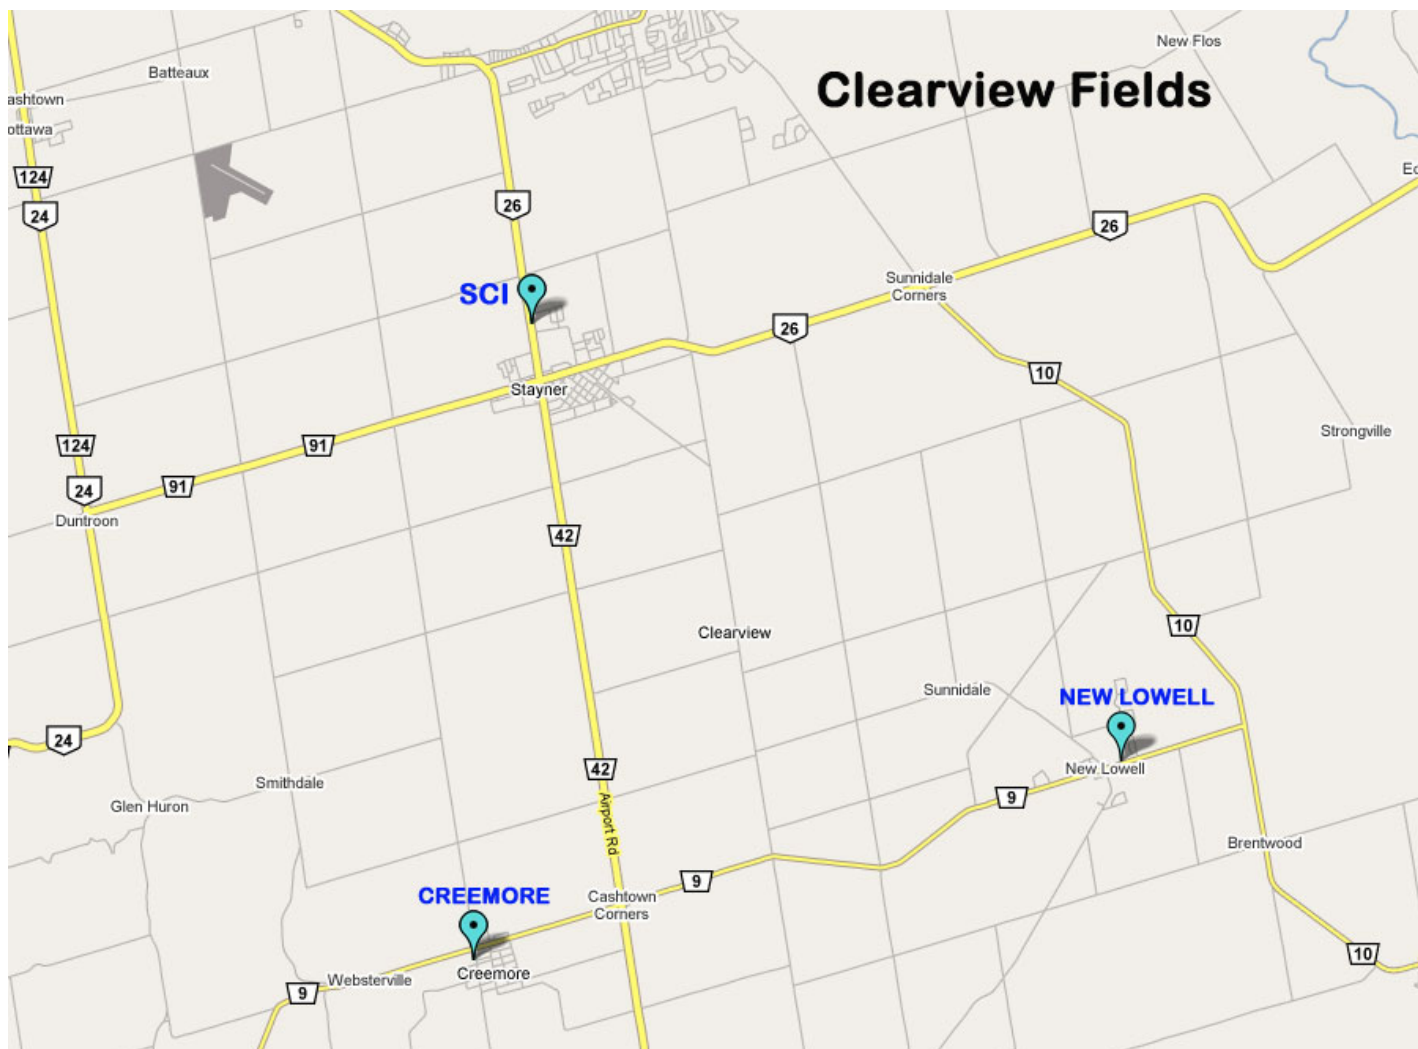 New Flos
Batteaux
Clearview Fields
ashtown
ottawa
124
24
26
Ec
26
SCI
Sunnidale
Corners
26
10
Stayner
124
91
91
24
Strongville
Duntroon
42
10
Clearview
Sunnidale
NEW LOWELL
24
42
New Lowell
Smithdale
9
Glen Huron
Airport Rd
Brentwood
9
CREEMORE
Cashtown
Corners
10
Creemore
Websterville
9